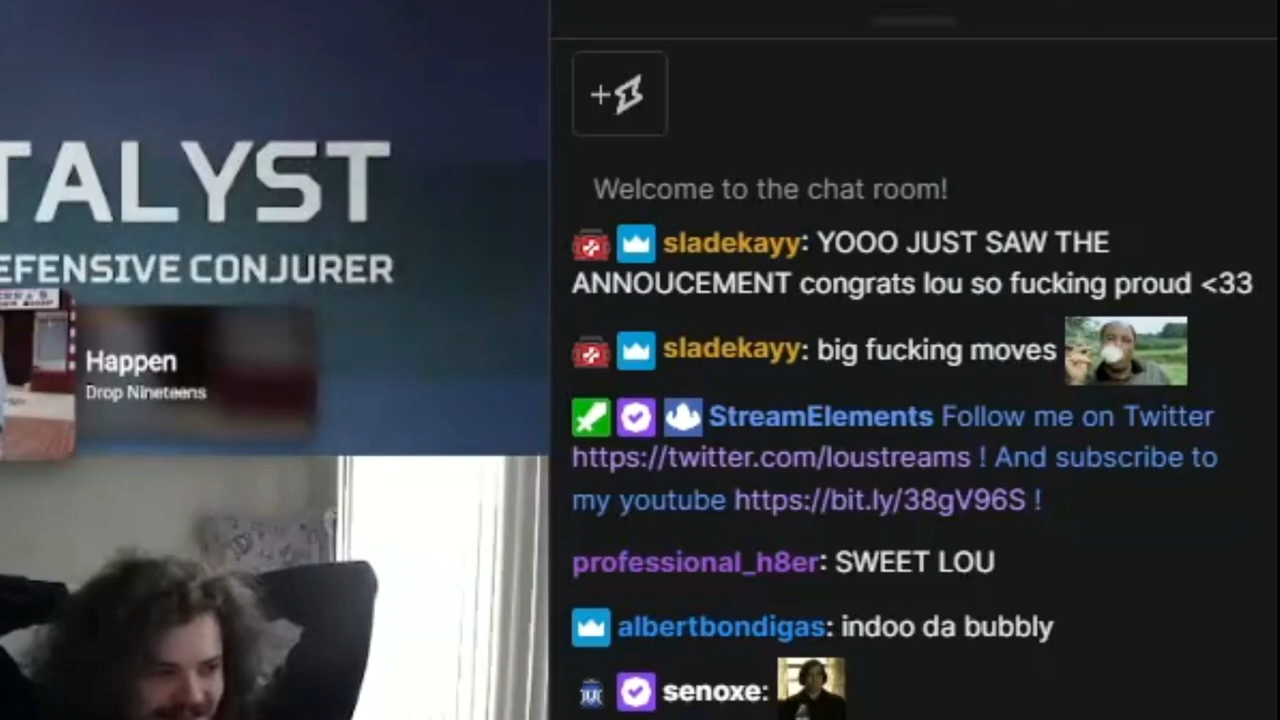 TALYST
EFENSIVE CONJURER
Happen
Drop Nineteens
Welcome to the chat room!
sladekayy: YOOO JUST SAW THE
ANNOUCEMENT congrats lou so fucking proud <33
sladekayy: big fucking moves
StreamElements Follow me on Twitter
https://twitter.com/loustreams ! And subscribe to
my youtube https://bit.ly/38gV96S !
professional_h8er: SWEET LOU
albertbondigas: indoo da bubbly
senoxe: